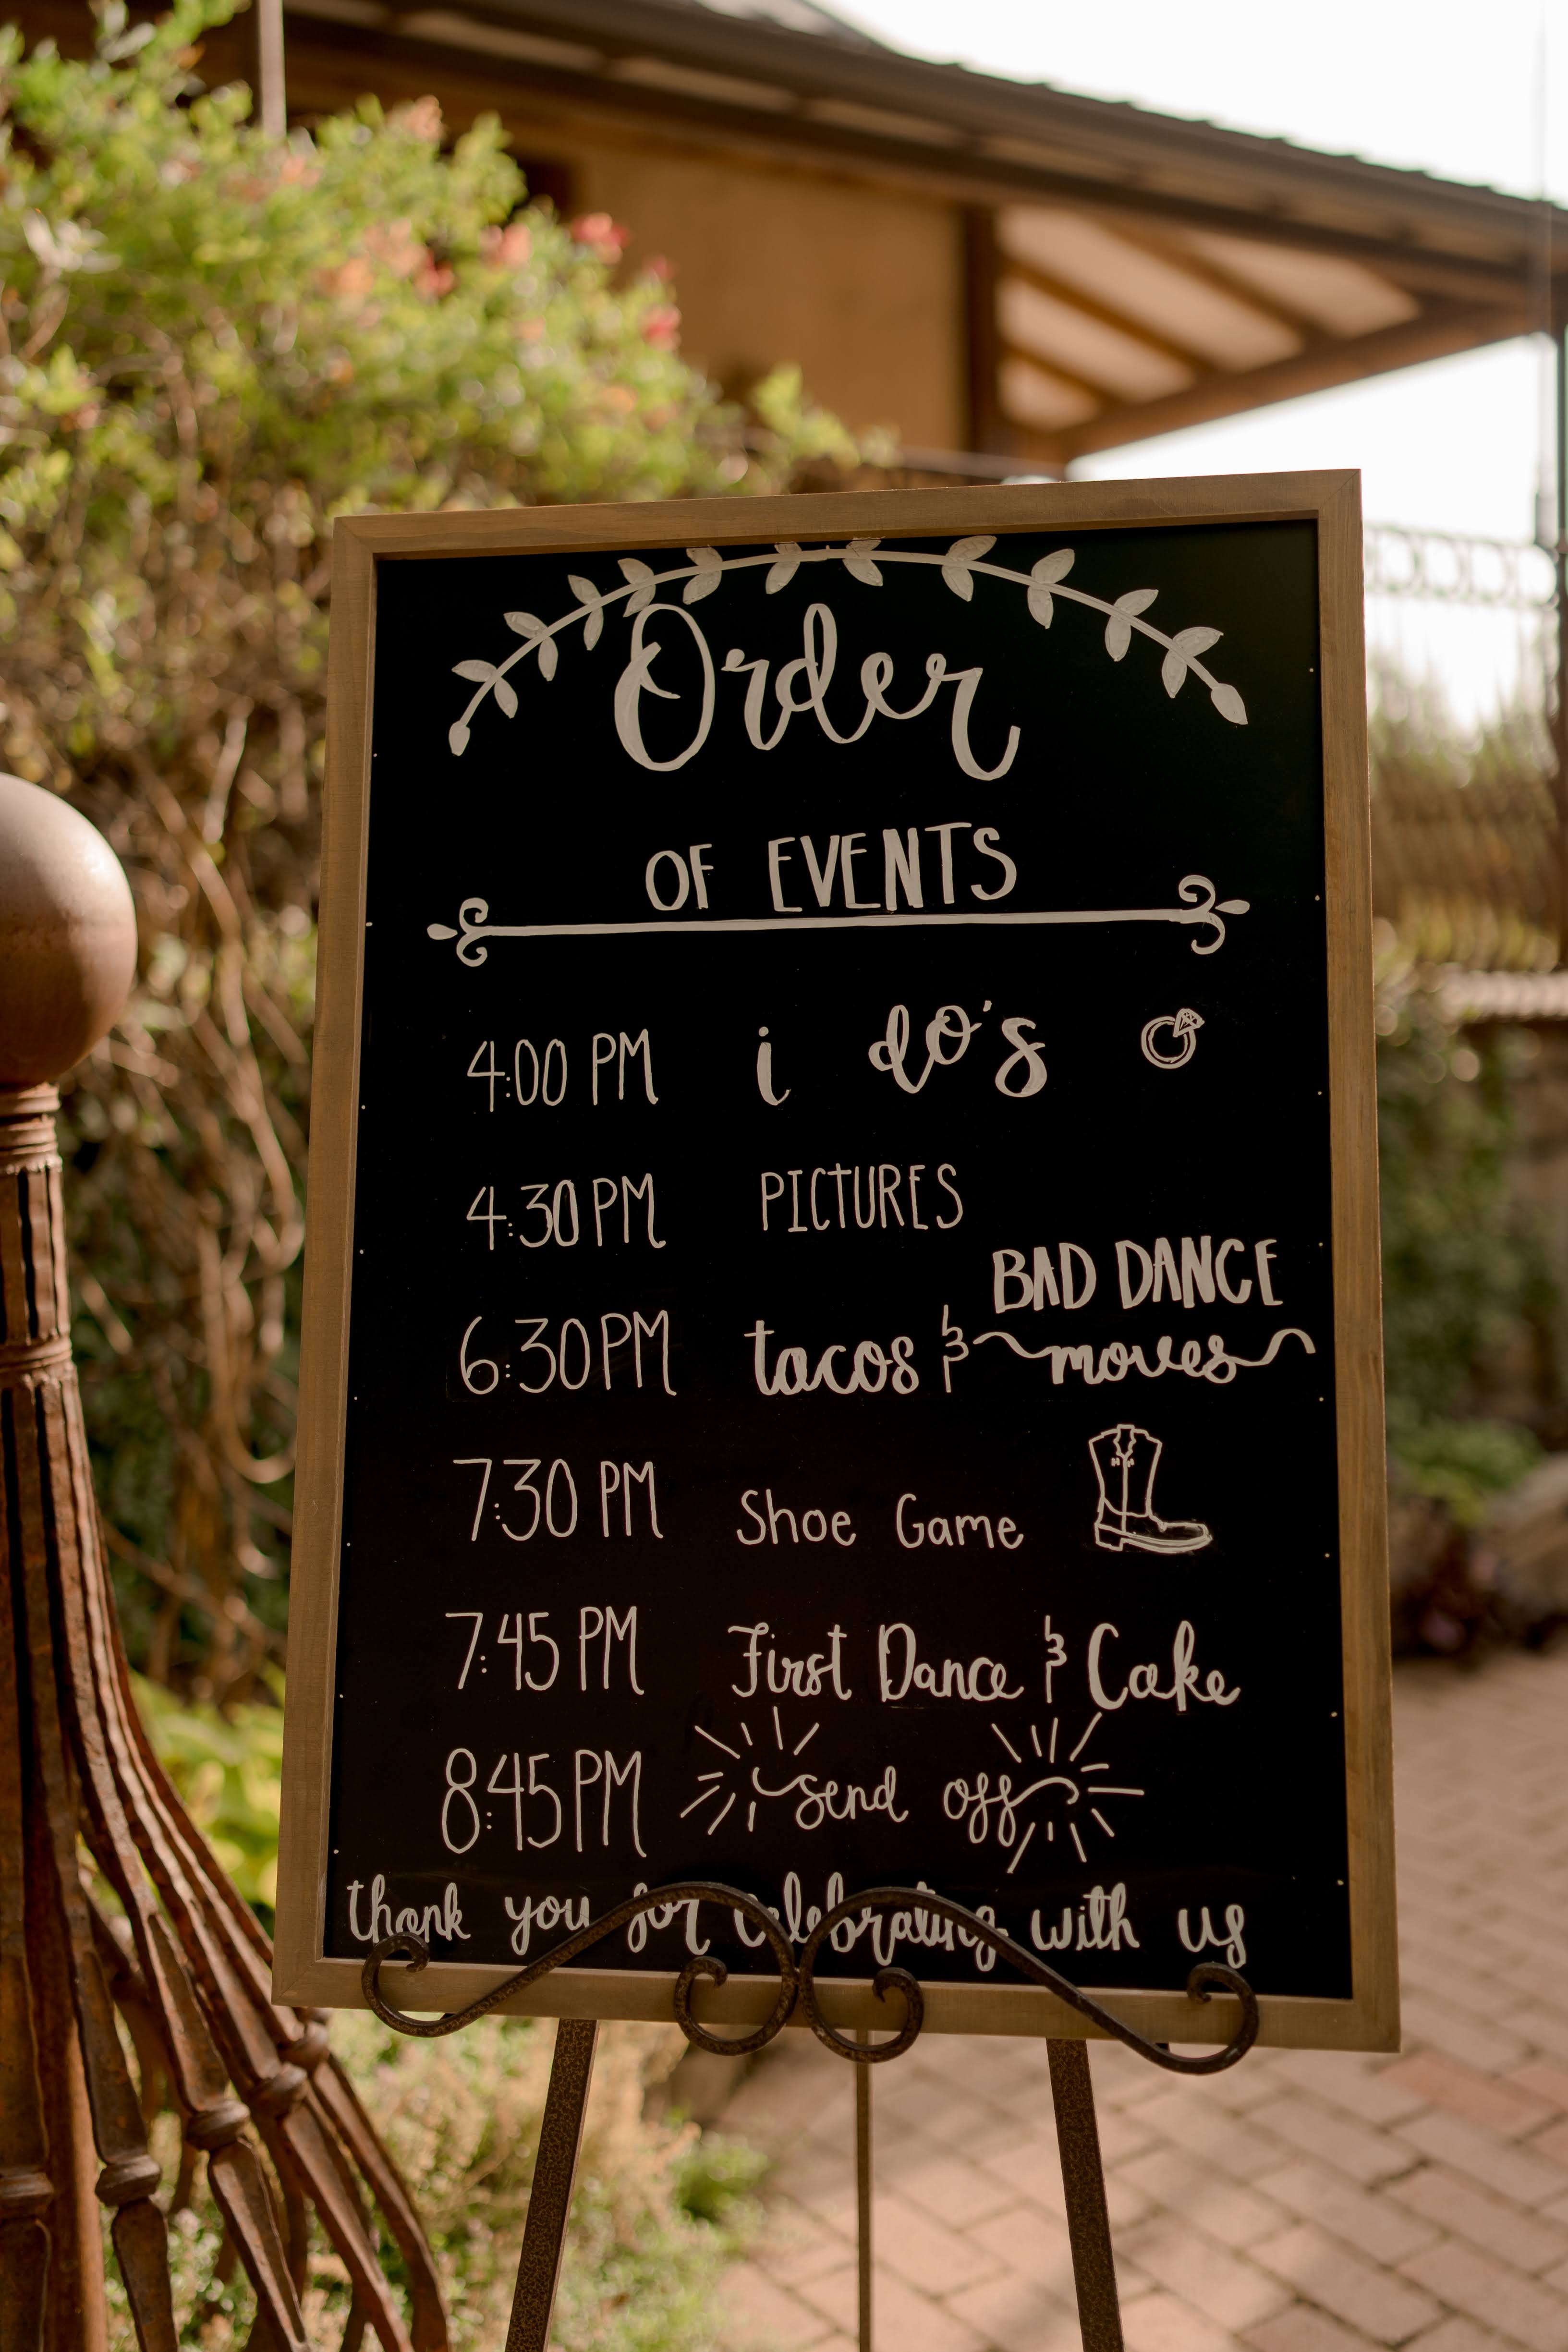 Order
OF EVENTS
4:00 PM i do's
4:30 PM PICTURES
6:30 PM tacos & BAD DANCE
moves
7:30 PM Shoe Game
7:45 PM First Dance & Cake
8:45 PM send off
thank you for celebrating with us